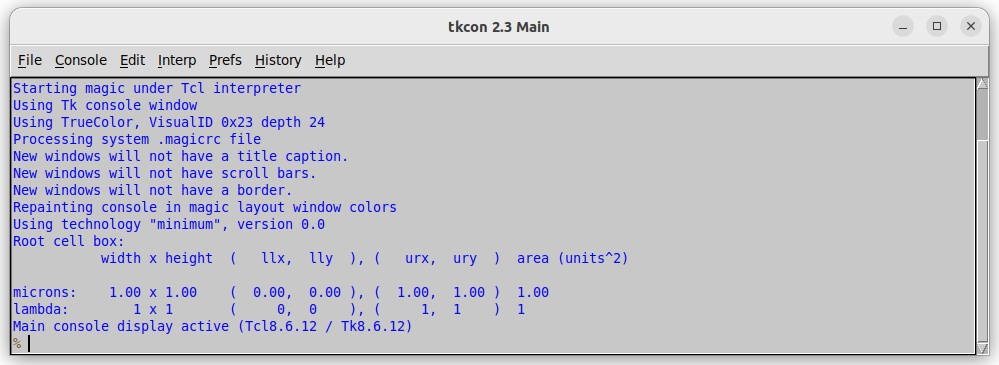 tkcon 2.3 Main
File Console Edit Interp Prefs History Help
Starting magic under Tcl interpreter
Using Tk console window
Using TrueColor, VisualID 0x23 depth 24
Processing system .magicrc file
New windows will not have a title caption.
New windows will not have scroll bars.
New windows will not have a border.
Repainting console in magic layout window colors
Using technology "minimum", version 0.0
Root cell box:
           width x height  (   llx,  lly  ), (   urx,  ury  )  area (units^2)

microns:    1.00 x 1.00    (  0.00,  0.00 ), (  1.00,  1.00 )  1.00
lambda:        1 x 1       (     0,  0    ), (     1,  1    )  1
Main console display active (Tcl8.6.12 / Tk8.6.12)
%